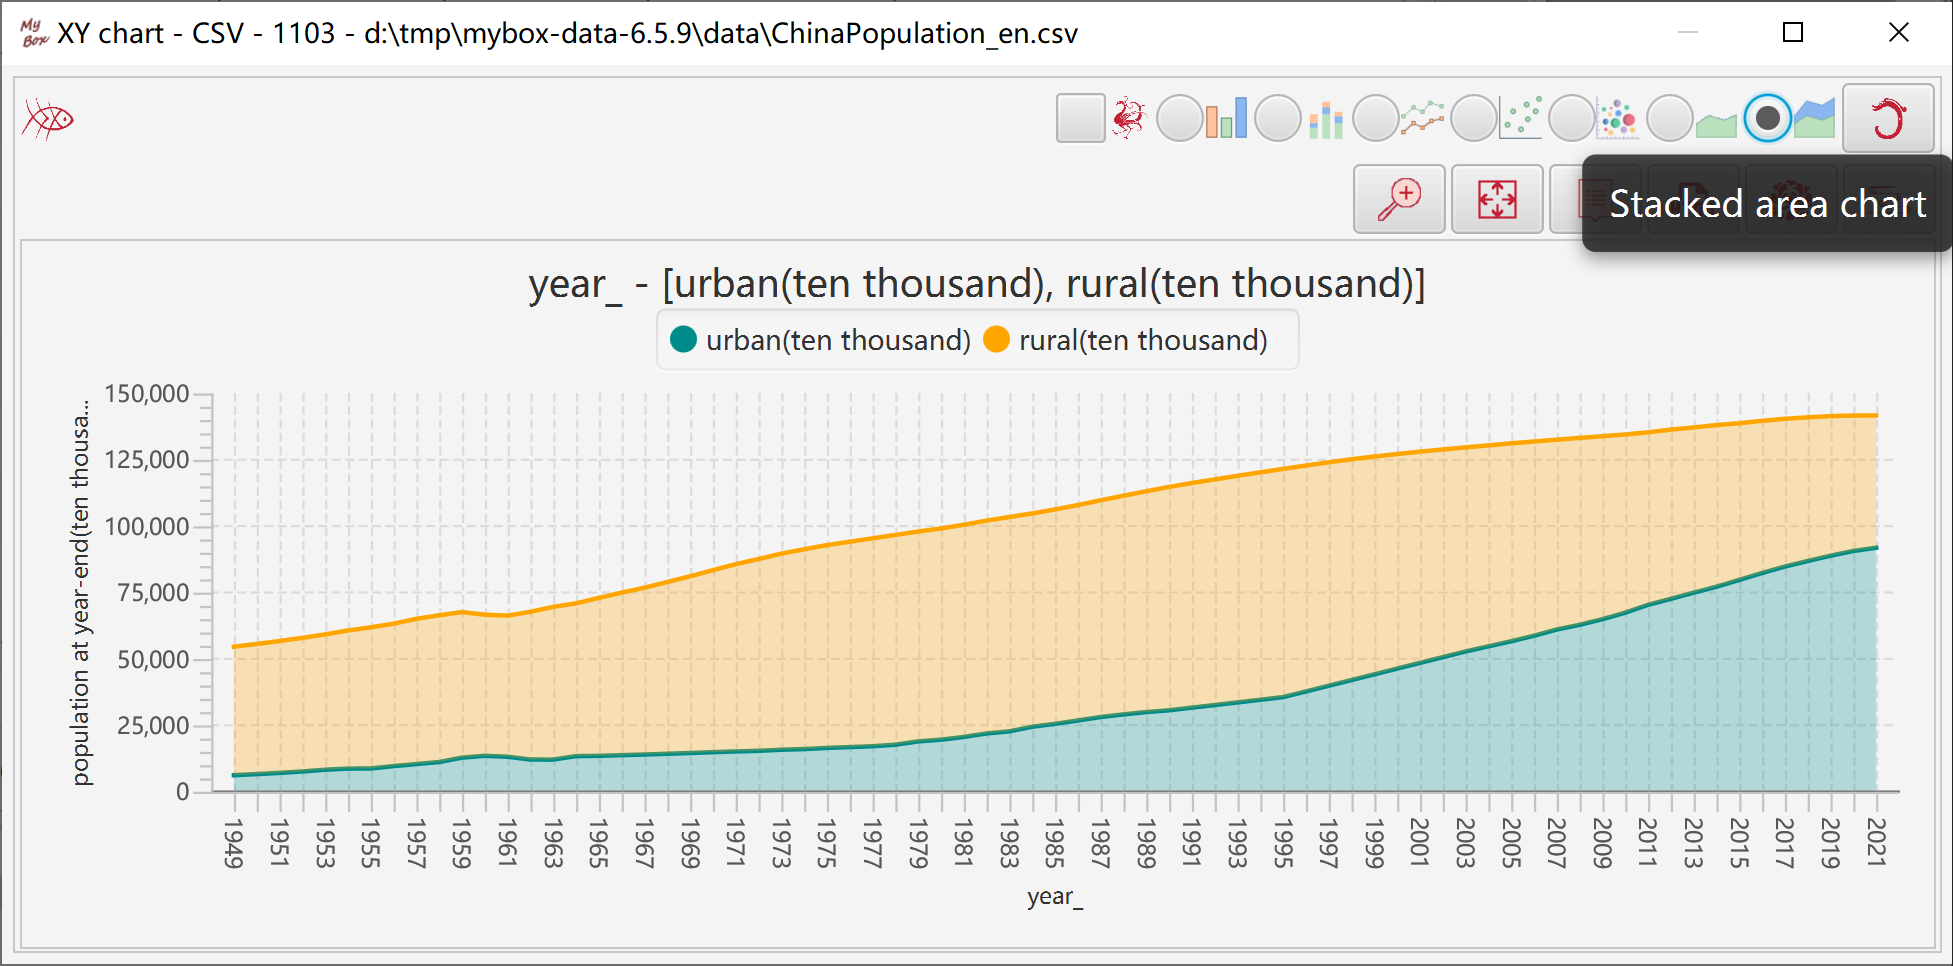 My Box XY chart - CSV - 1103 - d:\tmp\mybox-data-6.5.9\data\ChinaPopulation_en.csv
Stacked area chart
year_ - [urban(ten thousand), rural(ten thousand)]
urban(ten thousand) rural(ten thousand)
population at year-end(ten thousa...
150,000
125,000
100,000
75,000
50,000
25,000
0
1949 1951 1953 1955 1957 1959 1961 1963 1965 1967 1969 1971 1973 1975 1977 1979 1981 1983 1985 1987 1989 1991 1993 1995 1997 1999 2001 2003 2005 2007 2009 2011 2013 2015 2017 2019 2021
year_